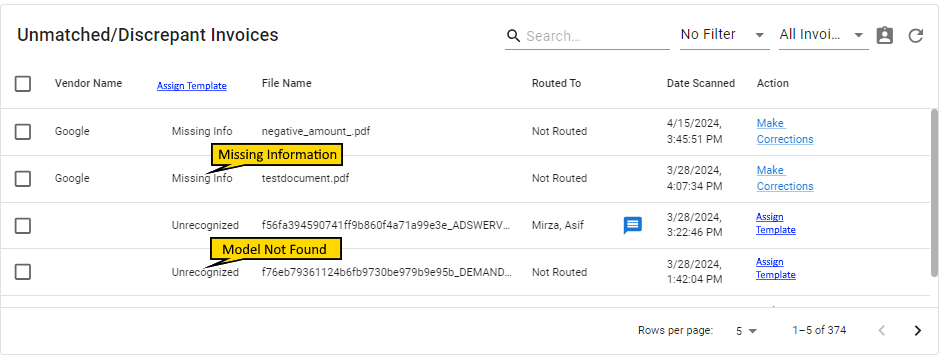 Unmatched/Discrepant Invoices
Search...
No Filter
All Invoi...
Vendor Name
Assign Template
File Name
Routed To
Date Scanned
Action
Google
Missing Info
negative_amount_.pdf
Not Routed
4/15/2024,
3:45:51 PM
Make
Corrections
Missing Information
Google
Missing Info
testdocument.pdf
Not Routed
3/28/2024,
4:07:34 PM
Make
Corrections
Unrecognized
f56fa394590741ff9b860f4a71a99e3e_ADSWERV...
Mirza, Asif
3/28/2024,
3:22:46 PM
Assign
Template
Model Not Found
Unrecognized
f76eb79361124b6fb9730be979b9e95b_DEMAND...
Not Routed
3/28/2024,
1:42:04 PM
Assign
Template
Rows per page:
5
1–5 of 374